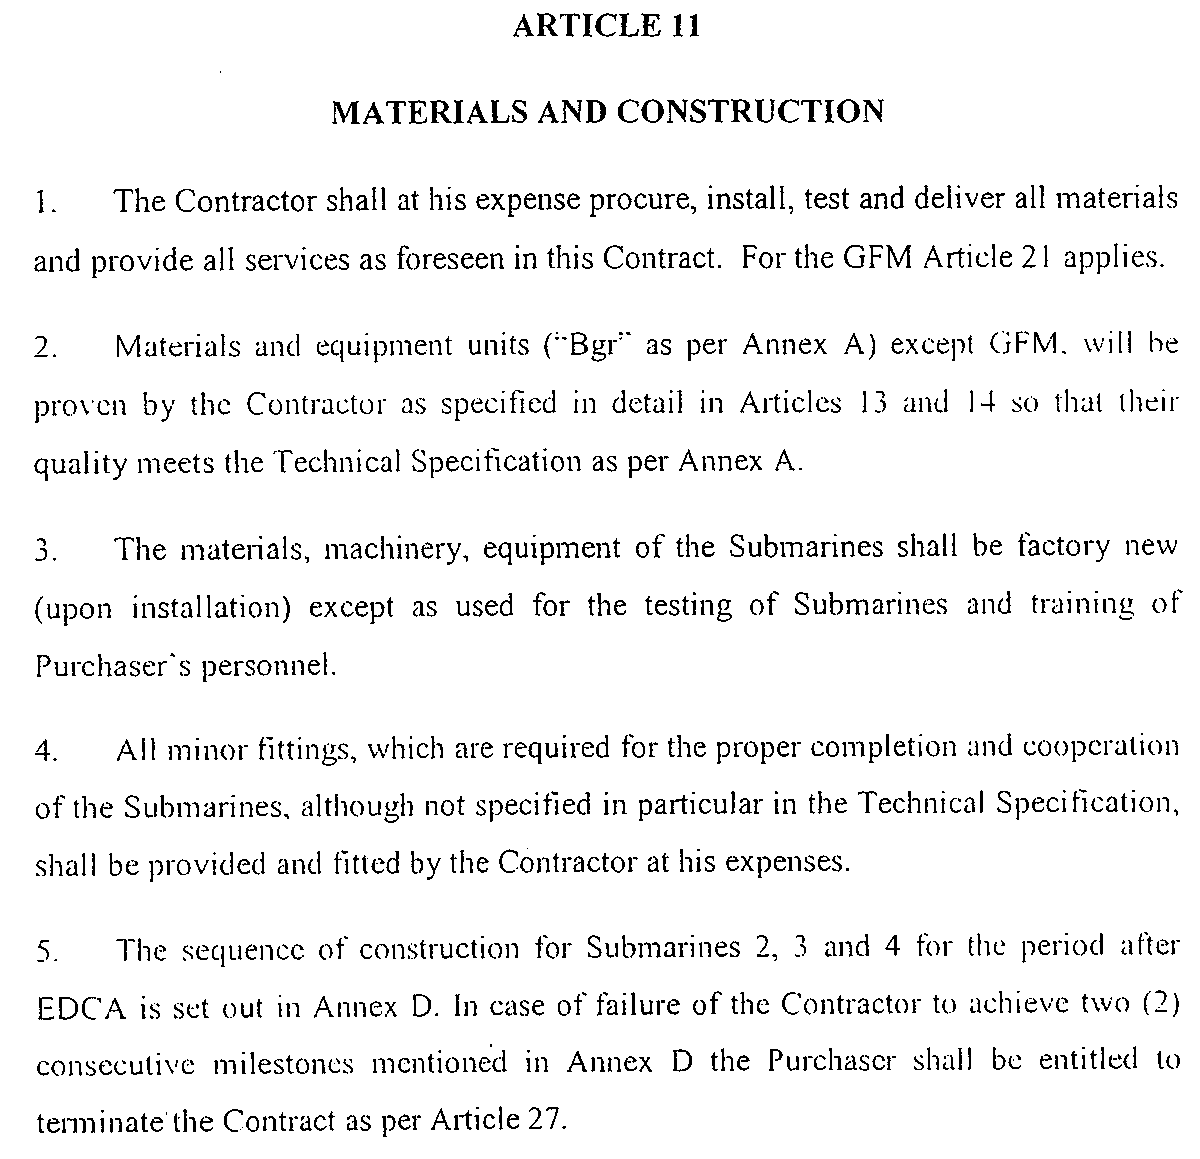 ARTICLE 11
MATERIALS AND CONSTRUCTION
1. The Contractor shall at his expense procure, install, test and deliver all materials
and provide all services as foreseen in this Contract. For the GFM Article 21 applies.
2. Materials and equipment units ("Bgr" as per Annex A) except GFM, will be
proven by the Contractor as specified in detail in Articles 13 and 14 so that their
quality meets the Technical Specification as per Annex A.
3. The materials, machinery, equipment of the Submarines shall be factory new
(upon installation) except as used for the testing of Submarines and training of
Purchaser's personnel.
4. All minor fittings, which are required for the proper completion and cooperation
of the Submarines, although not specified in particular in the Technical Specification,
shall be provided and fitted by the Contractor at his expenses.
5. The sequence of construction for Submarines 2, 3 and 4 for the period after
EDCA is set out in Annex D. In case of failure of the Contractor to achieve two (2)
consecutive milestones mentioned in Annex D the Purchaser shall be entitled to
terminate the Contract as per Article 27.